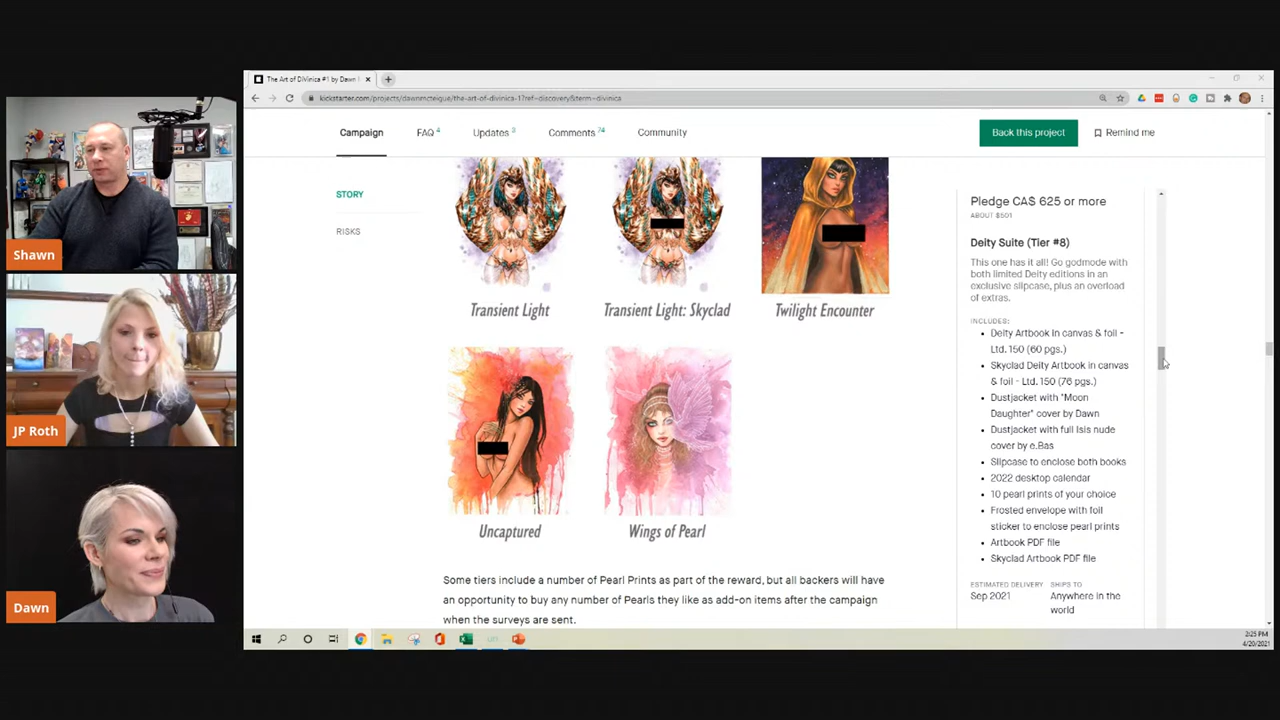 The Art of DiVinica #1 by Dawn
kickstarter.com/projects/dawnmcteigue/the-art-of-divinica-1?ref=discovery&term=divinica
Campaign
FAQ 4
Updates 3
Comments 74
Community
Back this project
Remind me
STORY
RISKS
Transient Light
Transient Light: Skyclad
Twilight Encounter
Uncaptured
Wings of Pearl
Some tiers include a number of Pearl Prints as part of the reward, but all backers will have
an opportunity to buy any number of Pearls they like as add-on items after the campaign
when the surveys are sent.
Pledge CA$ 625 or more
ABOUT $501
Deity Suite (Tier #8)
This one has it all! Go godmode with
both limited Deity editions in an
exclusive slipcase, plus an overload
of extras.
INCLUDES:
Deity Artbook in canvas & foil -
Ltd. 150 (60 pgs.)
Skyclad Deity Artbook in canvas
& foil - Ltd. 150 (76 pgs.)
Dustjacket with "Moon
Daughter" cover by Dawn
Dustjacket with full Isis nude
cover by e.Bas
Slipcase to enclose both books
2022 desktop calendar
10 pearl prints of your choice
Frosted envelope with foil
sticker to enclose pearl prints
Artbook PDF file
Skyclad Artbook PDF file
ESTIMATED DELIVERY
Sep 2021
SHIPS TO
Anywhere in the
world
Shawn
JP Roth
Dawn
2:25 PM
4/20/2021